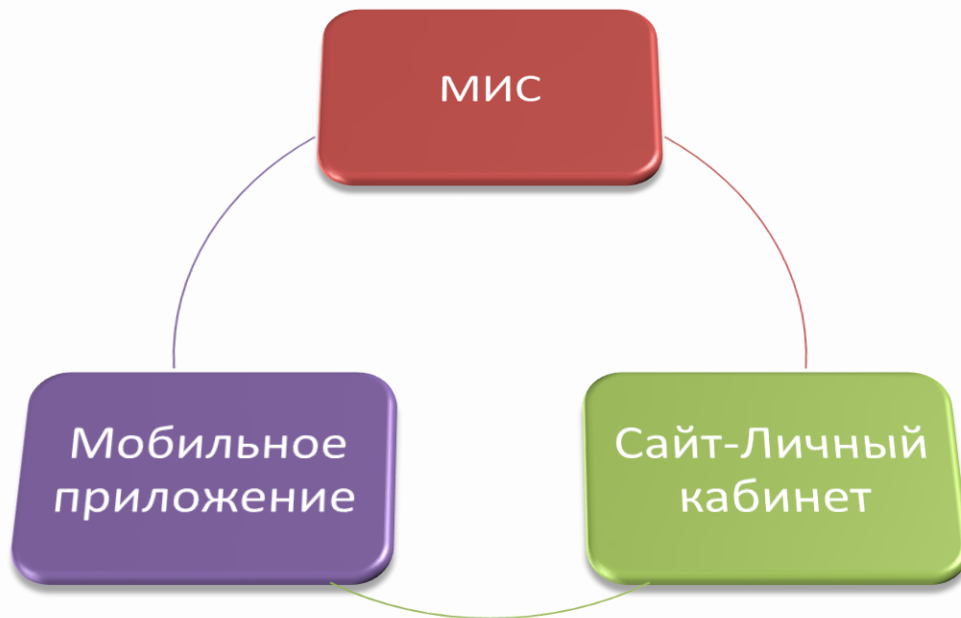 МИС
Мобильное
приложение
Сайт-Личный
кабинет